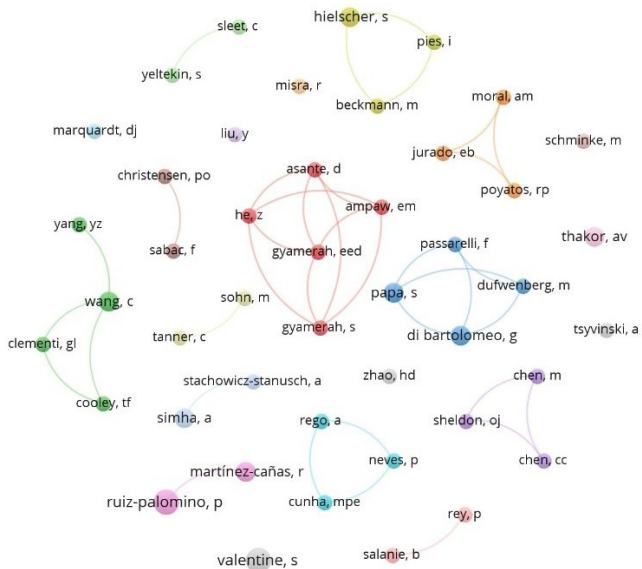 sleet, c
hielscher, s
pies, i
yeltekin, s
misra, r
beckmann, m
moral, am
marquardt, dj
liu, y
schminke, m
jurado, eb
asante, d
christensen, po
poyatos, rp
ampaw, em
he, z
yang, yz
thakor, av
passarelli, f
sabac, f
gyamerah, eed
dufwenberg, m
papa, s
sohn, m
wang, c
gyamerah, s
tsyvinski, a
di bartolomeo, g
tanner, c
clementi, gl
zhao, hd
chen, m
stachowicz-stanusch, a
cooley, tf
simha, a
rego, a
sheldon, oj
neves, p
chen, cc
martínez-cañas, r
ruiz-palomino, p
cunha, mpe
rey, p
salanie, b
valentine, s